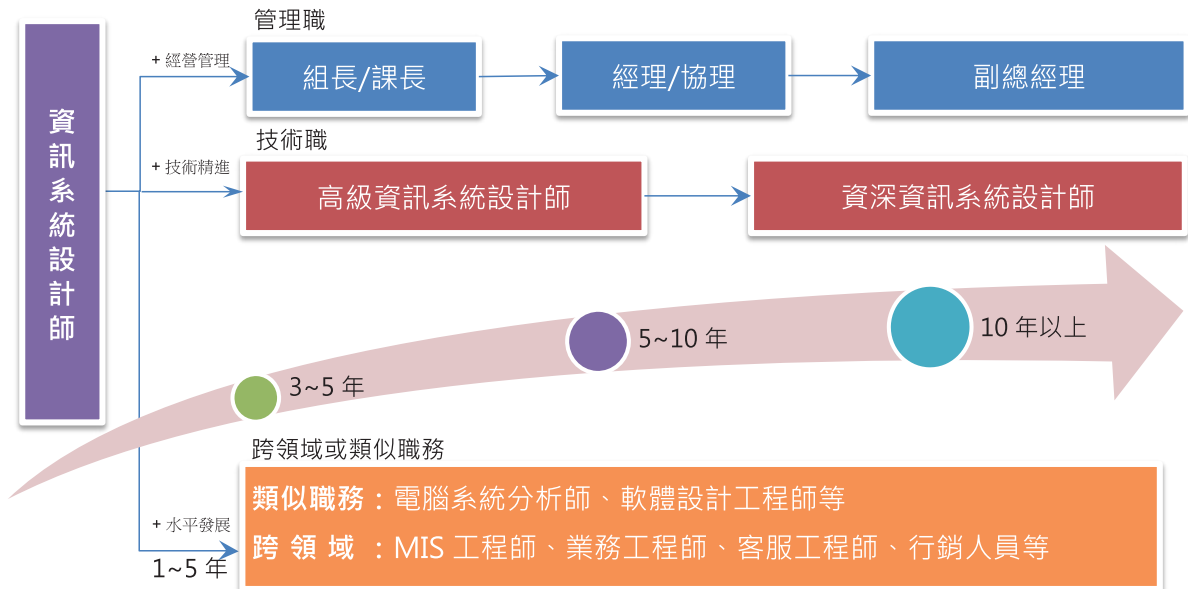 資訊系統設計師
管理職
+ 經營管理
組長/課長
經理/協理
副總經理
技術職
+ 技術精進
高級資訊系統設計師
資深資訊系統設計師
3~5 年
5~10 年
10 年以上
跨領域或類似職務
+ 水平發展
1~5 年
類似職務：電腦系統分析師、軟體設計工程師等
跨 領 域 ：MIS 工程師、業務工程師、客服工程師、行銷人員等